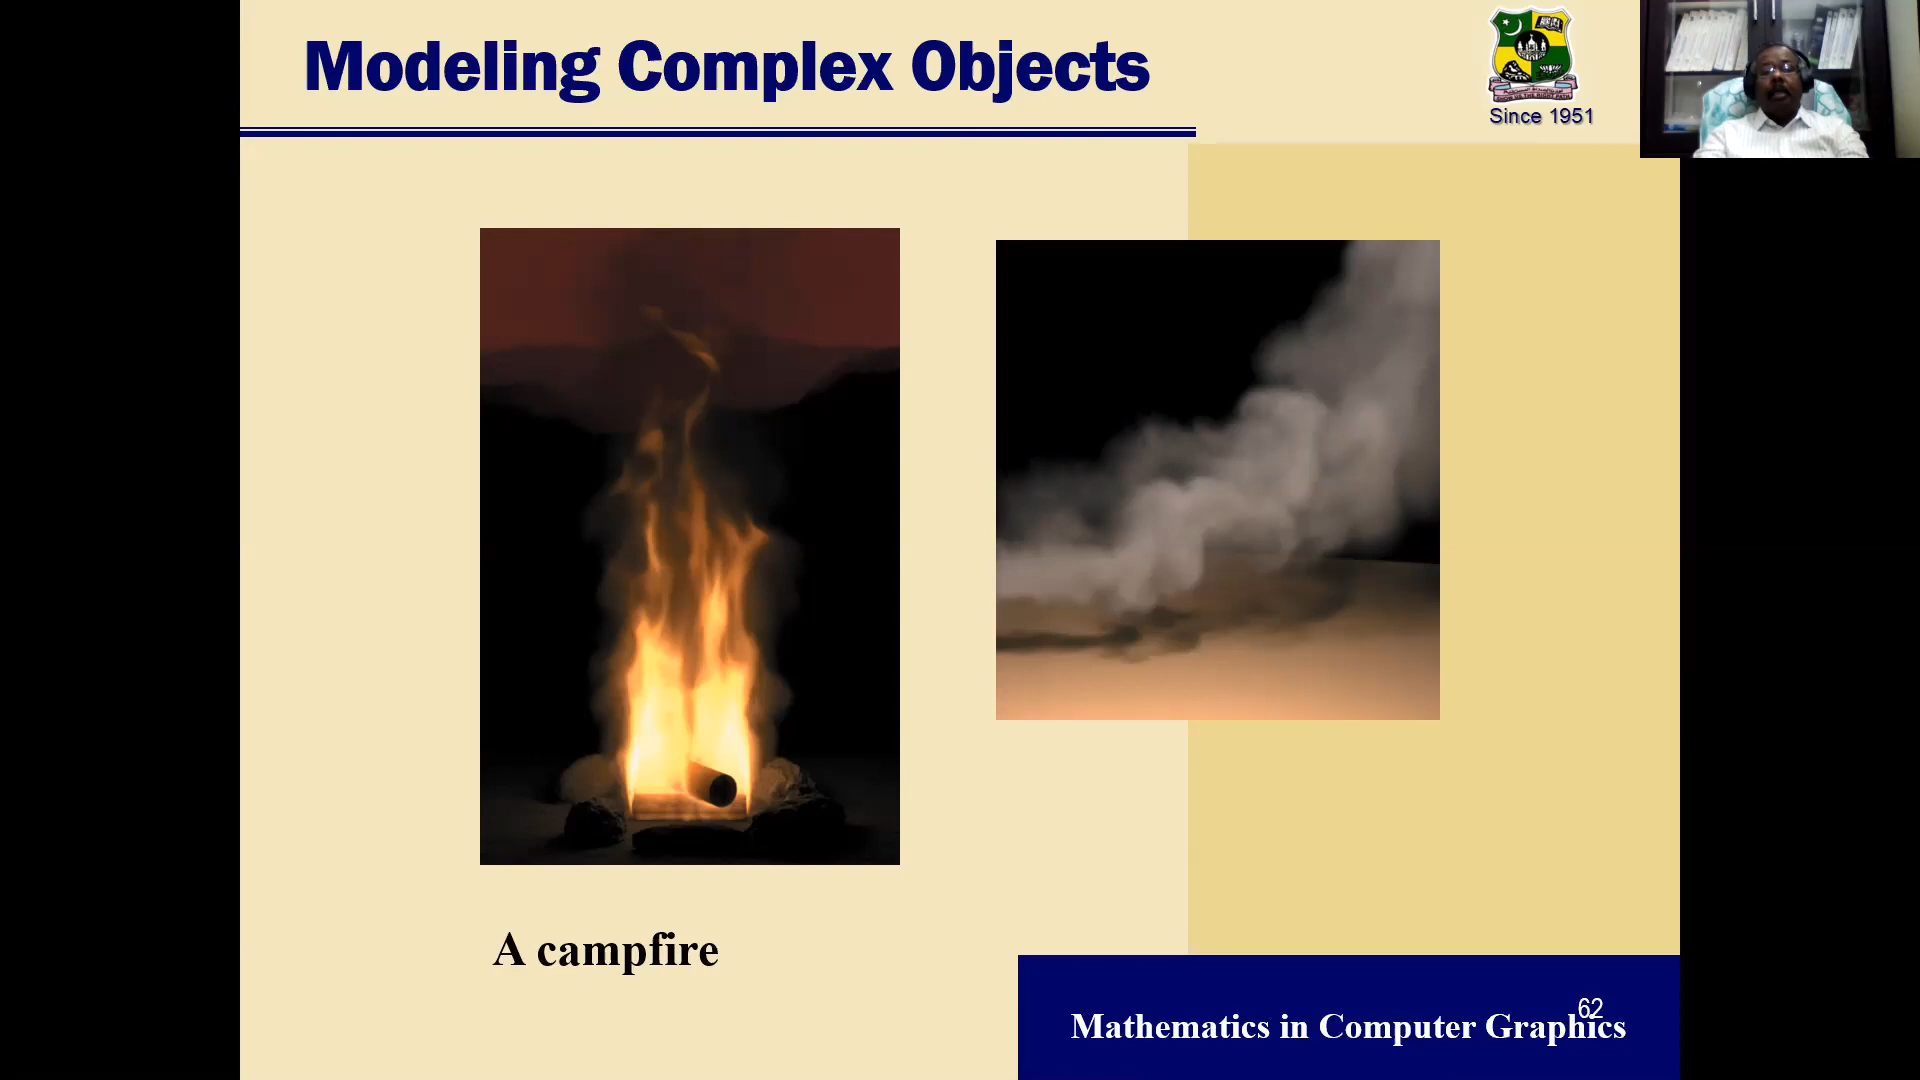 Modeling Complex Objects
Since 1951
A campfire
62
Mathematics in Computer Graphics